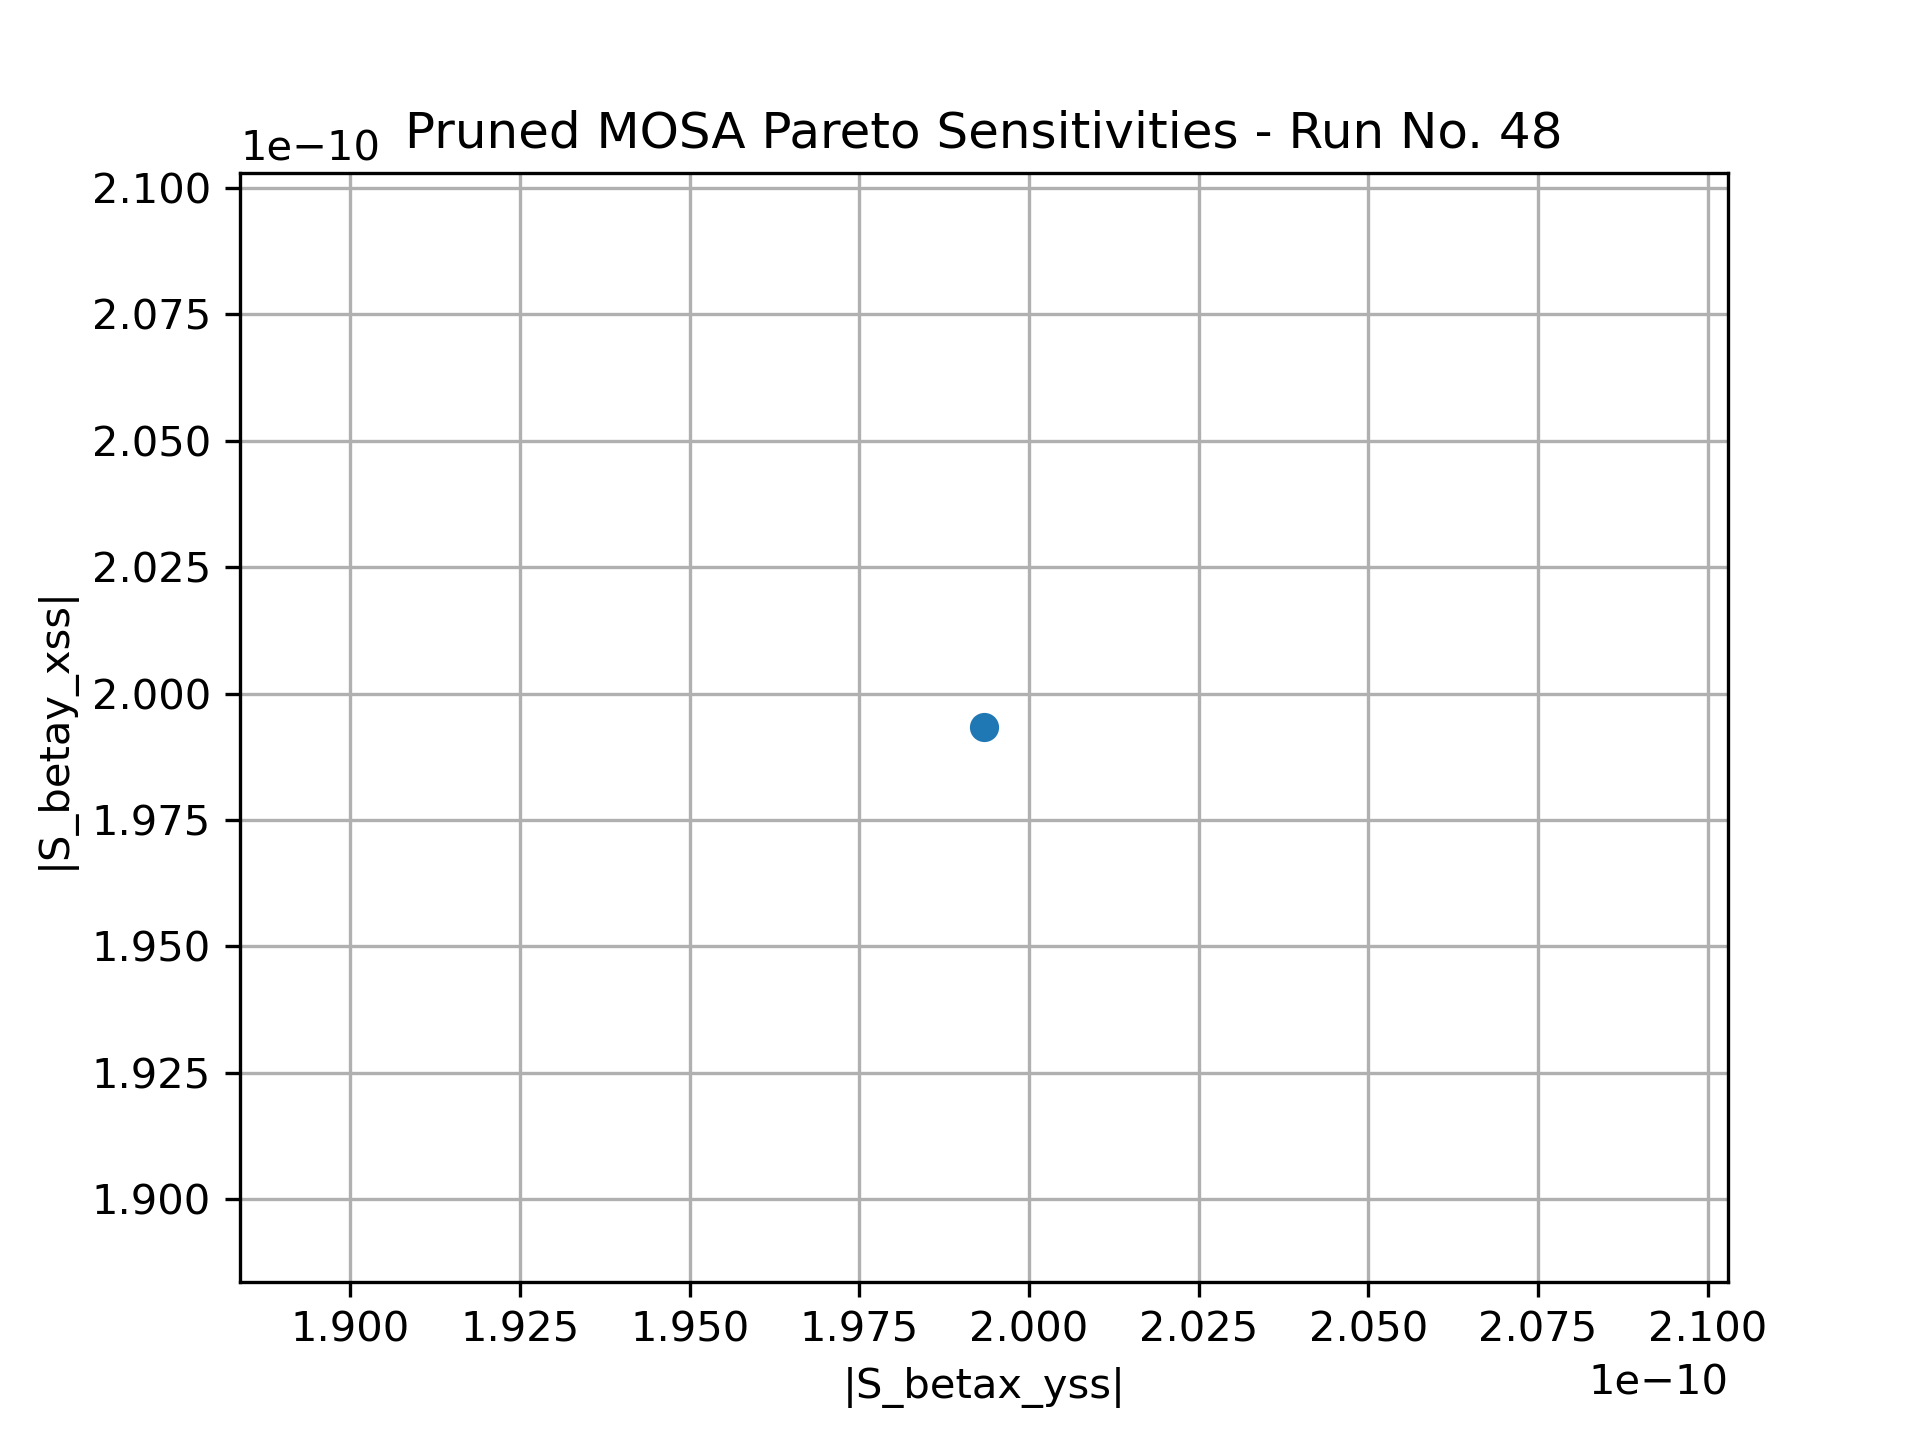 Pruned MOSA Pareto Sensitivities - Run No. 48
1e−10
2.100
2.075
2.050
2.025
2.000
1.975
1.950
1.925
1.900
|S_betay_xss|
1.900 1.925 1.950 1.975 2.000 2.025 2.050 2.075 2.100
|S_betax_yss|
1e−10